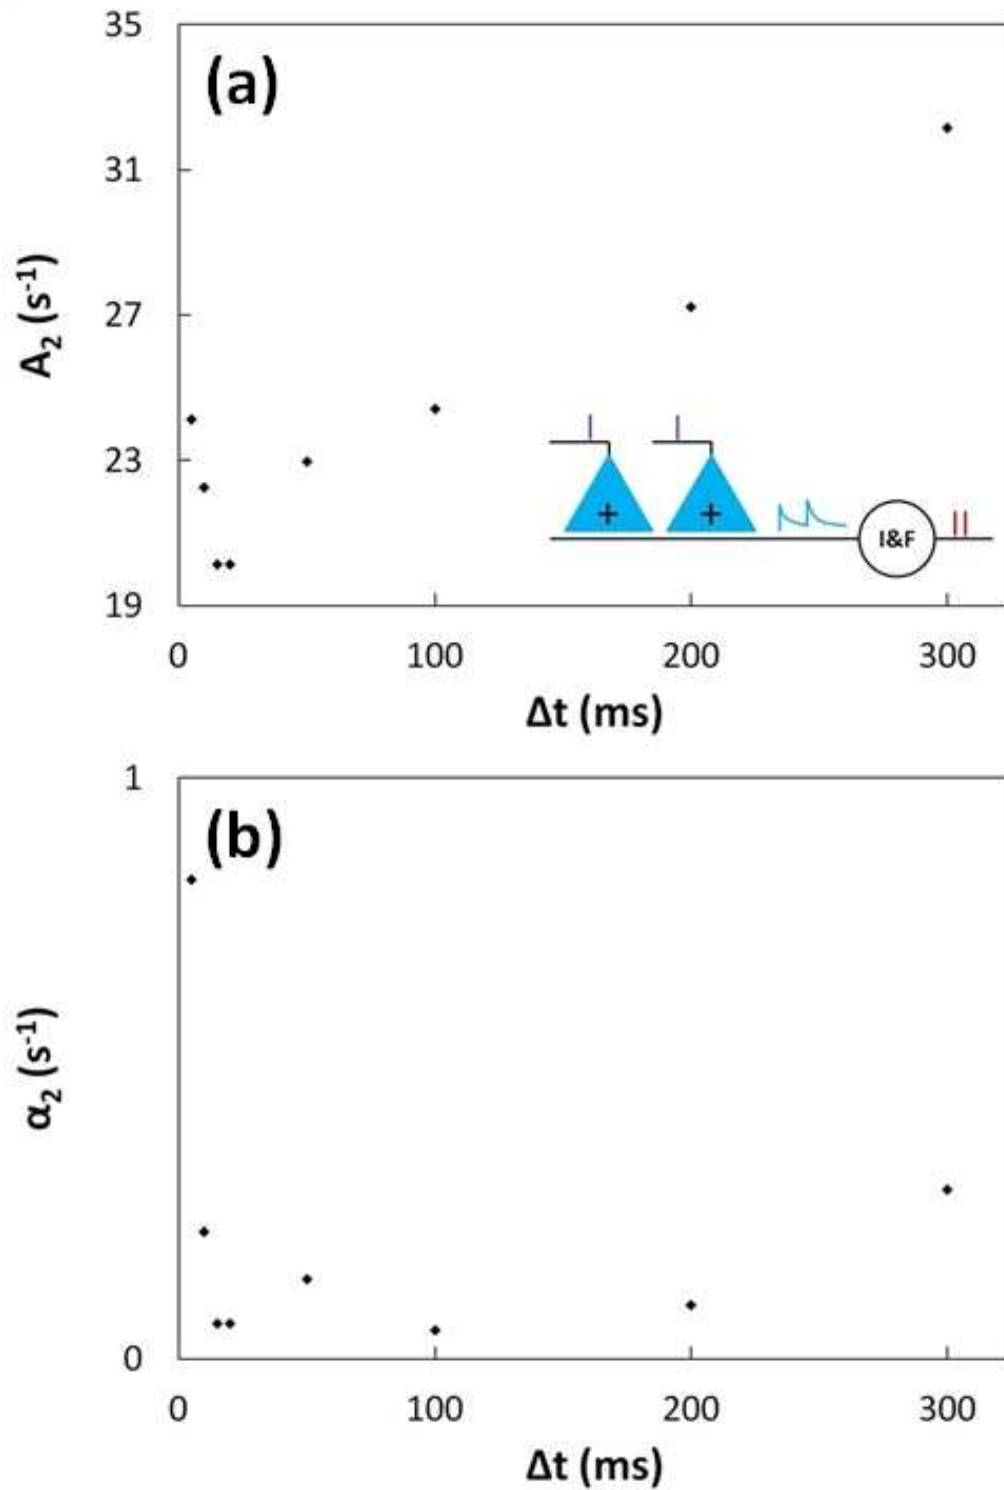 35
(a)
31
27
23
19
A₂ (s⁻¹)
+ +
I&F
0 100 200 300
Δt (ms)
1
(b)
α₂ (s⁻¹)
0
0 100 200 300
Δt (ms)